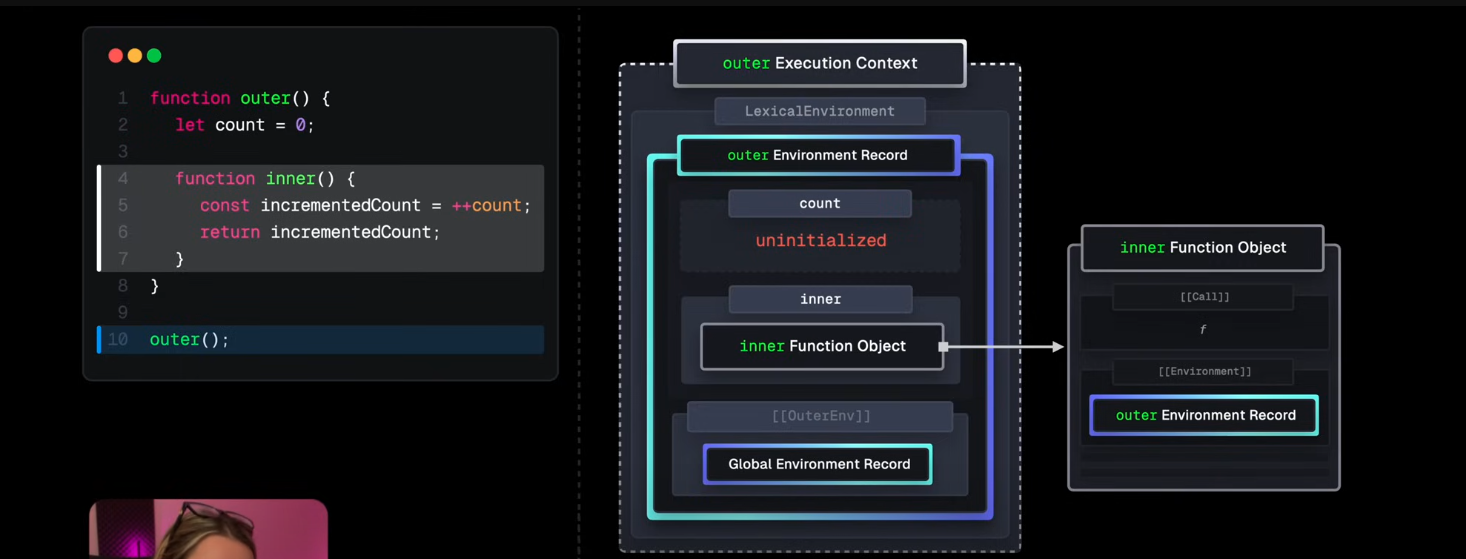 1 function outer() {
2 let count = 0;
3
4 function inner() {
5 const incrementedCount = ++count;
6 return incrementedCount;
7 }
8 }
9
10 outer();
outer Execution Context
LexicalEnvironment
outer Environment Record
count
uninitialized
inner
inner Function Object
[[OuterEnv]]
Global Environment Record
inner Function Object
[[Call]]
f
[[Environment]]
outer Environment Record